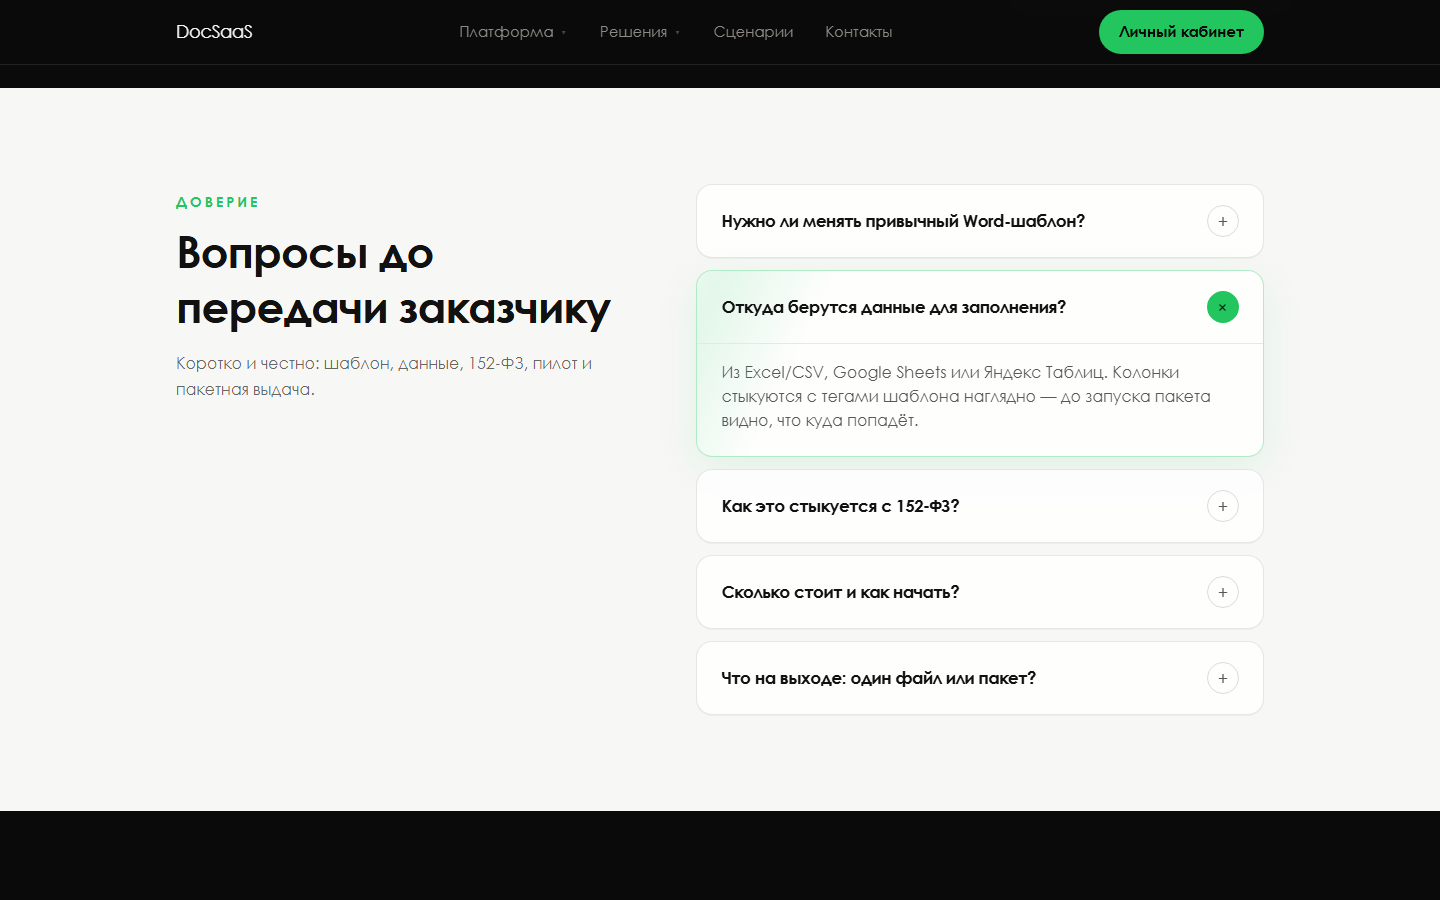 DocSaaS
Платформа
Решения
Сценарии
Контакты
Личный кабинет
ДОВЕРИЕ
Вопросы до
передачи заказчику
Коротко и честно: шаблон, данные, 152-ФЗ, пилот и
пакетная выдача.
Нужно ли менять привычный Word-шаблон?
+
Откуда берутся данные для заполнения?
×
Из Excel/CSV, Google Sheets или Яндекс Таблиц. Колонки
стыкуются с тегами шаблона наглядно — до запуска пакета
видно, что куда попадёт.
Как это стыкуется с 152-ФЗ?
+
Сколько стоит и как начать?
+
Что на выходе: один файл или пакет?
+